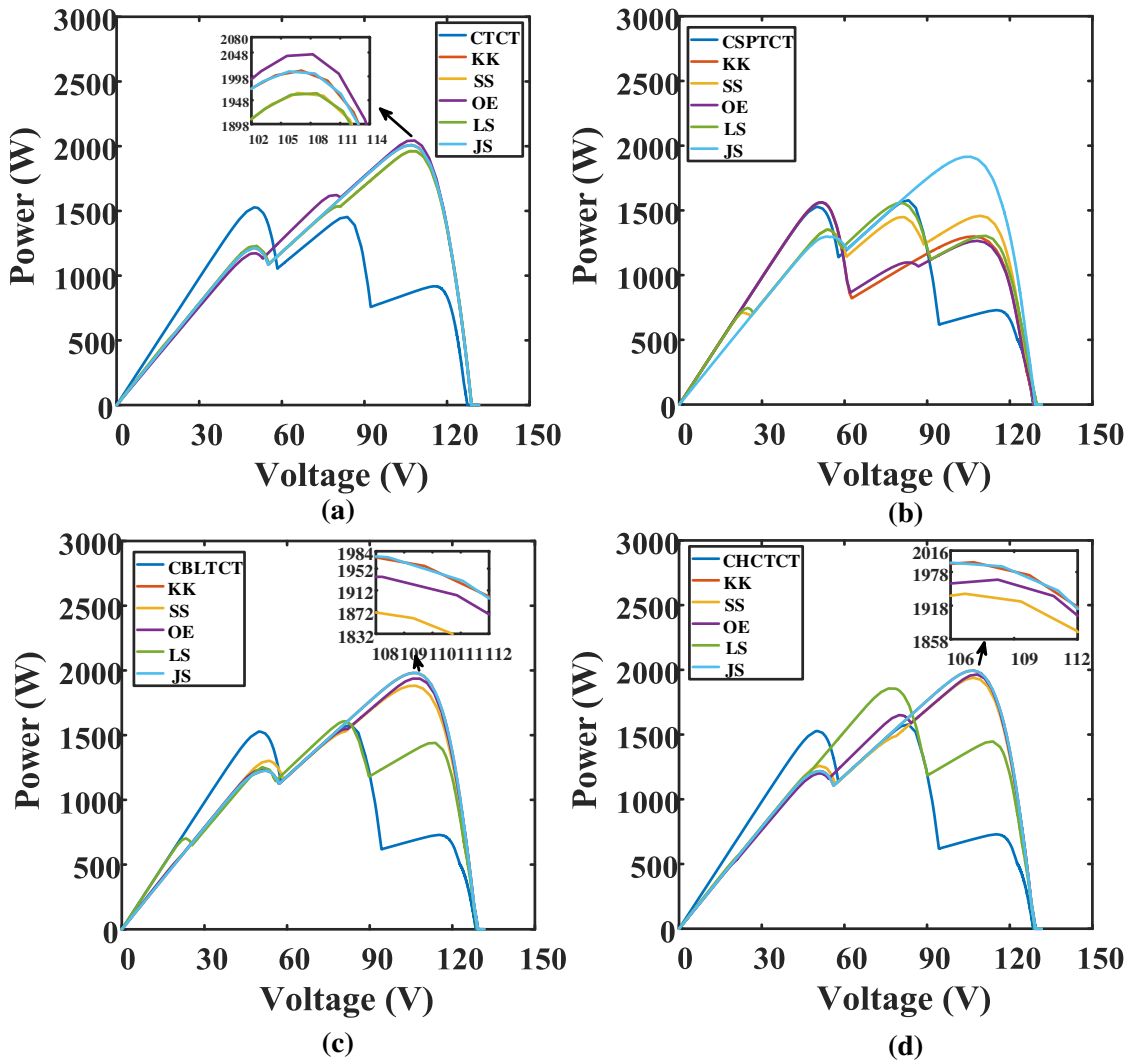 3000
2500
2000
1500
1000
500
0
Power (W)
2080
2048
1998
1948
1898
102 105 108 111 114
CTCT
KK
SS
OE
LS
JS
0 30 60 90 120 150
Voltage (V)
(a)
3000
2500
2000
1500
1000
500
0
Power (W)
CSPTCT
KK
SS
OE
LS
JS
0 30 60 90 120 150
Voltage (V)
(b)
3000
2500
2000
1500
1000
500
0
Power (W)
CBLTCT
KK
SS
OE
LS
JS
1984
1952
1912
1872
1832
108 109 110 111 112
0 30 60 90 120 150
Voltage (V)
(c)
3000
2500
2000
1500
1000
500
0
Power (W)
CHCTCT
KK
SS
OE
LS
JS
2016
1978
1918
1858
106 109 112
0 30 60 90 120 150
Voltage (V)
(d)